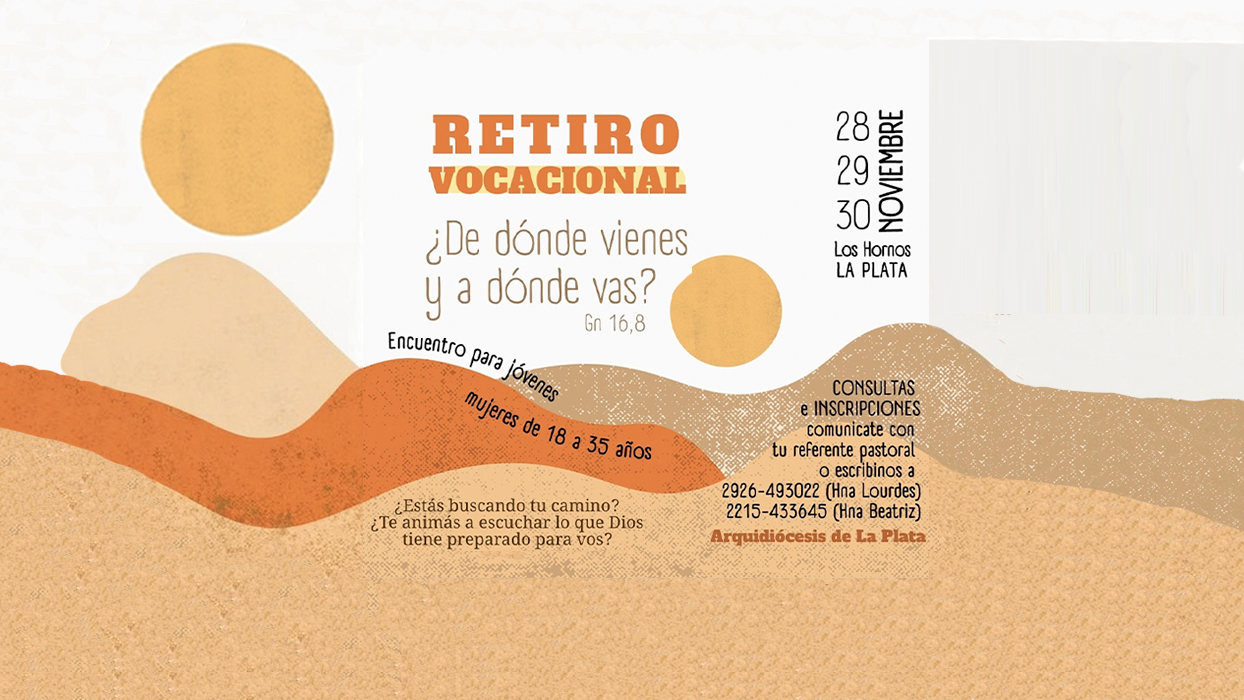 RETIRO
VOCACIONAL
¿De dónde vienes
y a dónde vas?
Gn 16,8
28
29
30
NOVIEMBRE
Los Hornos
LA PLATA
Encuentro para jóvenes
mujeres de 18 a 35 años
¿Estás buscando tu camino?
¿Te animás a escuchar lo que Dios
tiene preparado para vos?
CONSULTAS
e INSCRIPCIONES
comunicate con
tu referente pastoral
o escribinos a
2926-493022 (Hna Lourdes)
2215-433645 (Hna Beatriz)
Arquidiócesis de La Plata